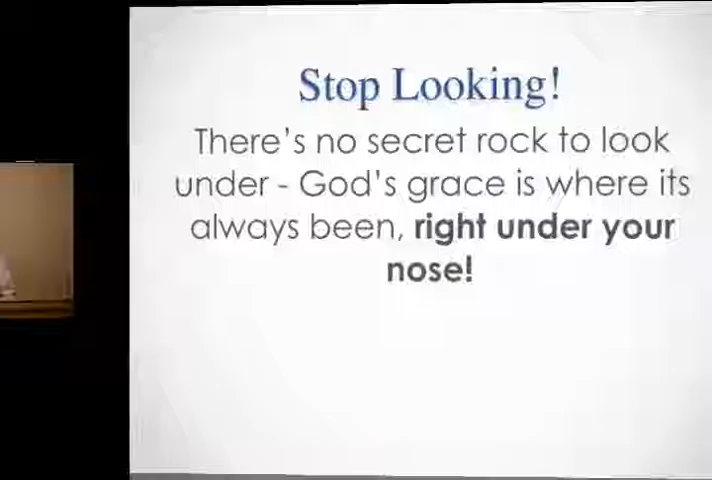 Stop Looking!
There's no secret rock to look
under - God's grace is where its
always been, right under your
nose!